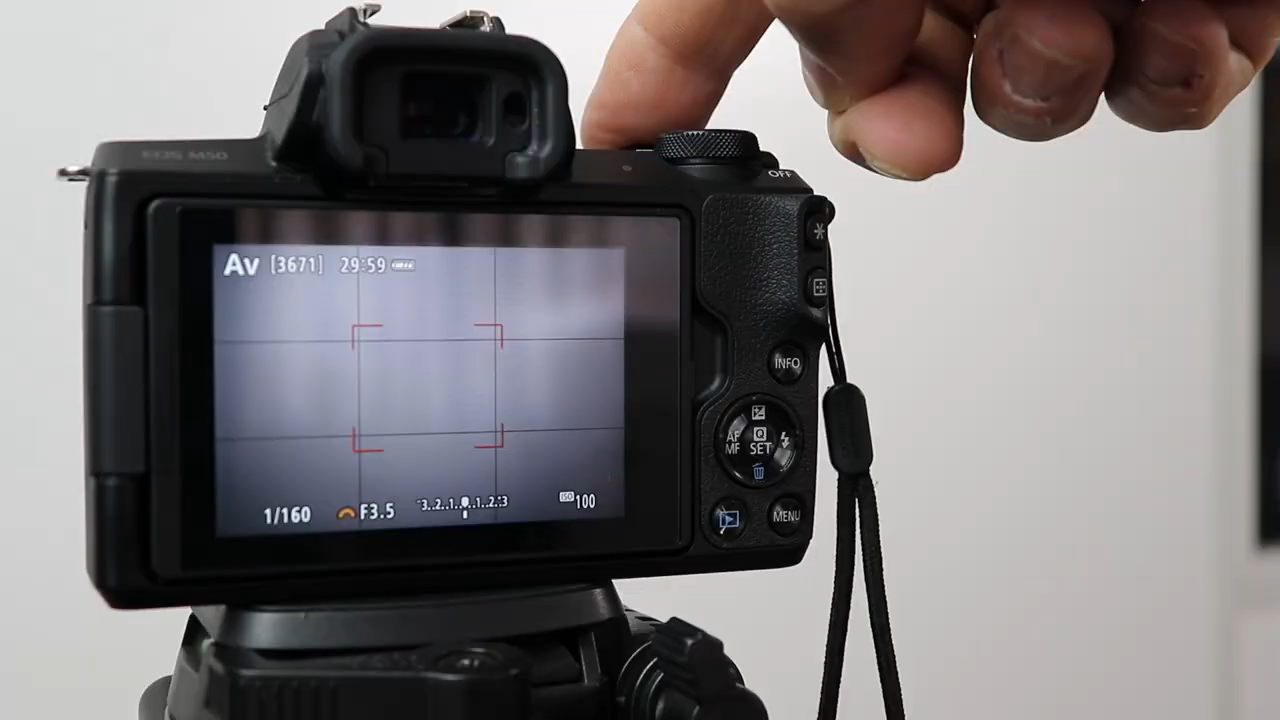 EOS M50
OFF
Av [3671] 29:59
INFO
AF
MF
Q
SET
1/160 F3.5 -3..2..1..0..1..2.:3 ISO 100
MENU